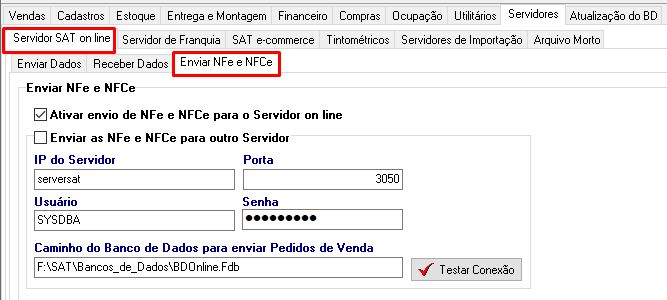 Vendas Cadastros Estoque Entrega e Montagem Financeiro Compras Ocupação Utilitários Servidores Atualização do BD
Servidor SAT on line Servidor de Franquia SAT e-commerce Tintométricos Servidores de Importação Arquivo Morto
Enviar Dados Receber Dados Enviar NFe e NFCe
Enviar NFe e NFCe
Ativar envio de NFe e NFCe para o Servidor on line
Enviar as NFe e NFCe para outro Servidor
IP do Servidor Porta
serversat 3050
Usuário Senha
SYSDBA ●●●●●●●●●
Caminho do Banco de Dados para enviar Pedidos de Venda
F:\SAT\Bancos_de_Dados\BDOnline.Fdb Testar Conexão